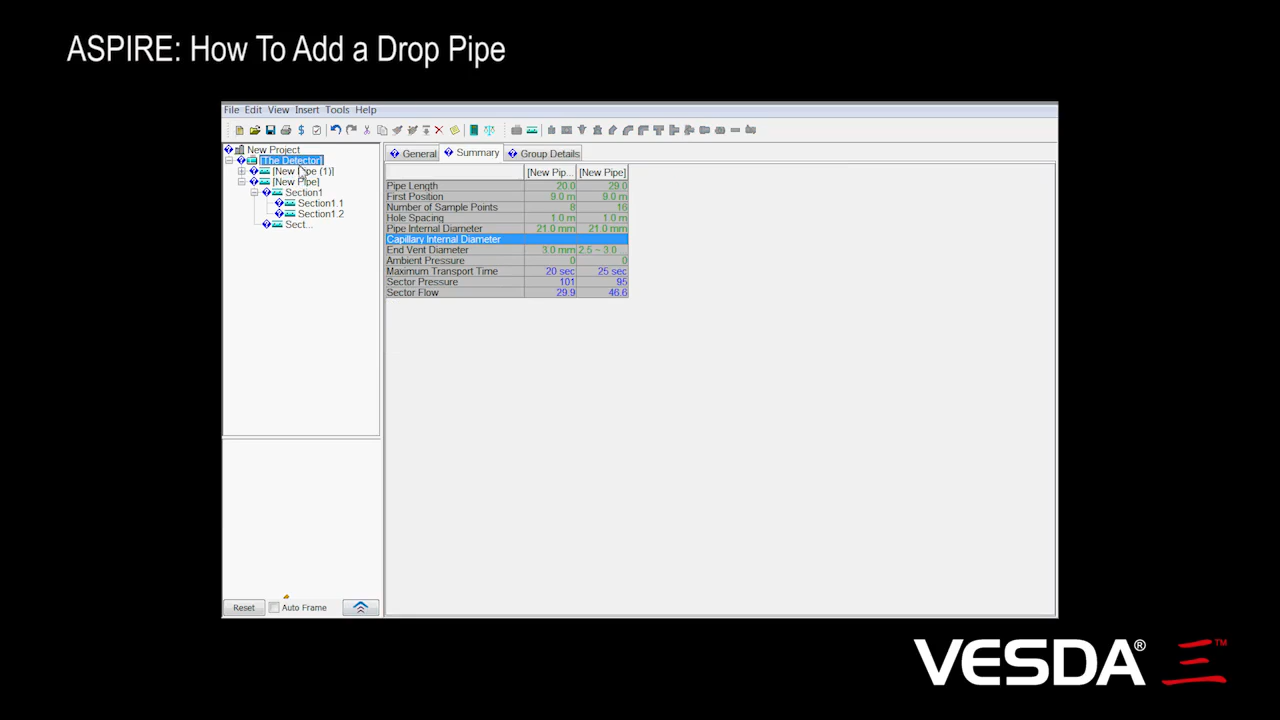 ASPIRE: How To Add a Drop Pipe
File Edit View Insert Tools Help
New Project
[The Detector]
[New Pipe (1)]
[New Pipe]
Section1
Section1.1
Section1.2
Sect...
General Summary Group Details
[New Pip... [New Pipe]
Pipe Length 20.0 29.0
First Position 9.0 m 9.0 m
Number of Sample Points 8 16
Hole Spacing 1.0 m 1.0 m
Pipe Internal Diameter 21.0 mm 21.0 mm
Capillary Internal Diameter
End Vent Diameter 3.0 mm 2.5 ~ 3.0 ...
Ambient Pressure 0 0
Maximum Transport Time 20 sec 25 sec
Sector Pressure 101 95
Sector Flow 29.9 46.6
Reset Auto Frame
VESDA® ™